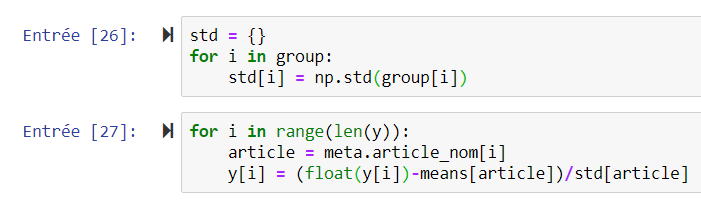 Entrée [26]: std = {}
for i in group:
    std[i] = np.std(group[i])
Entrée [27]: for i in range(len(y)):
    article = meta.article_nom[i]
    y[i] = (float(y[i])-means[article])/std[article]